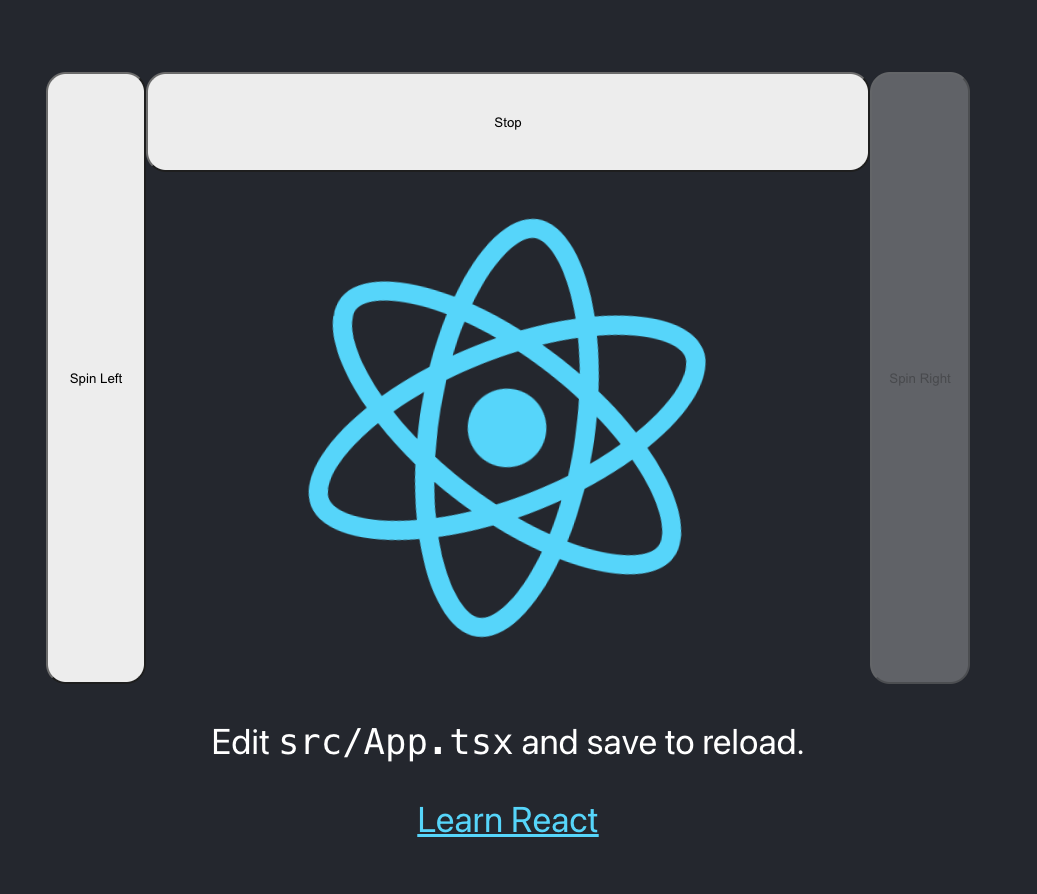 Stop
Spin Left
Spin Right
Edit src/App.tsx and save to reload.
Learn React